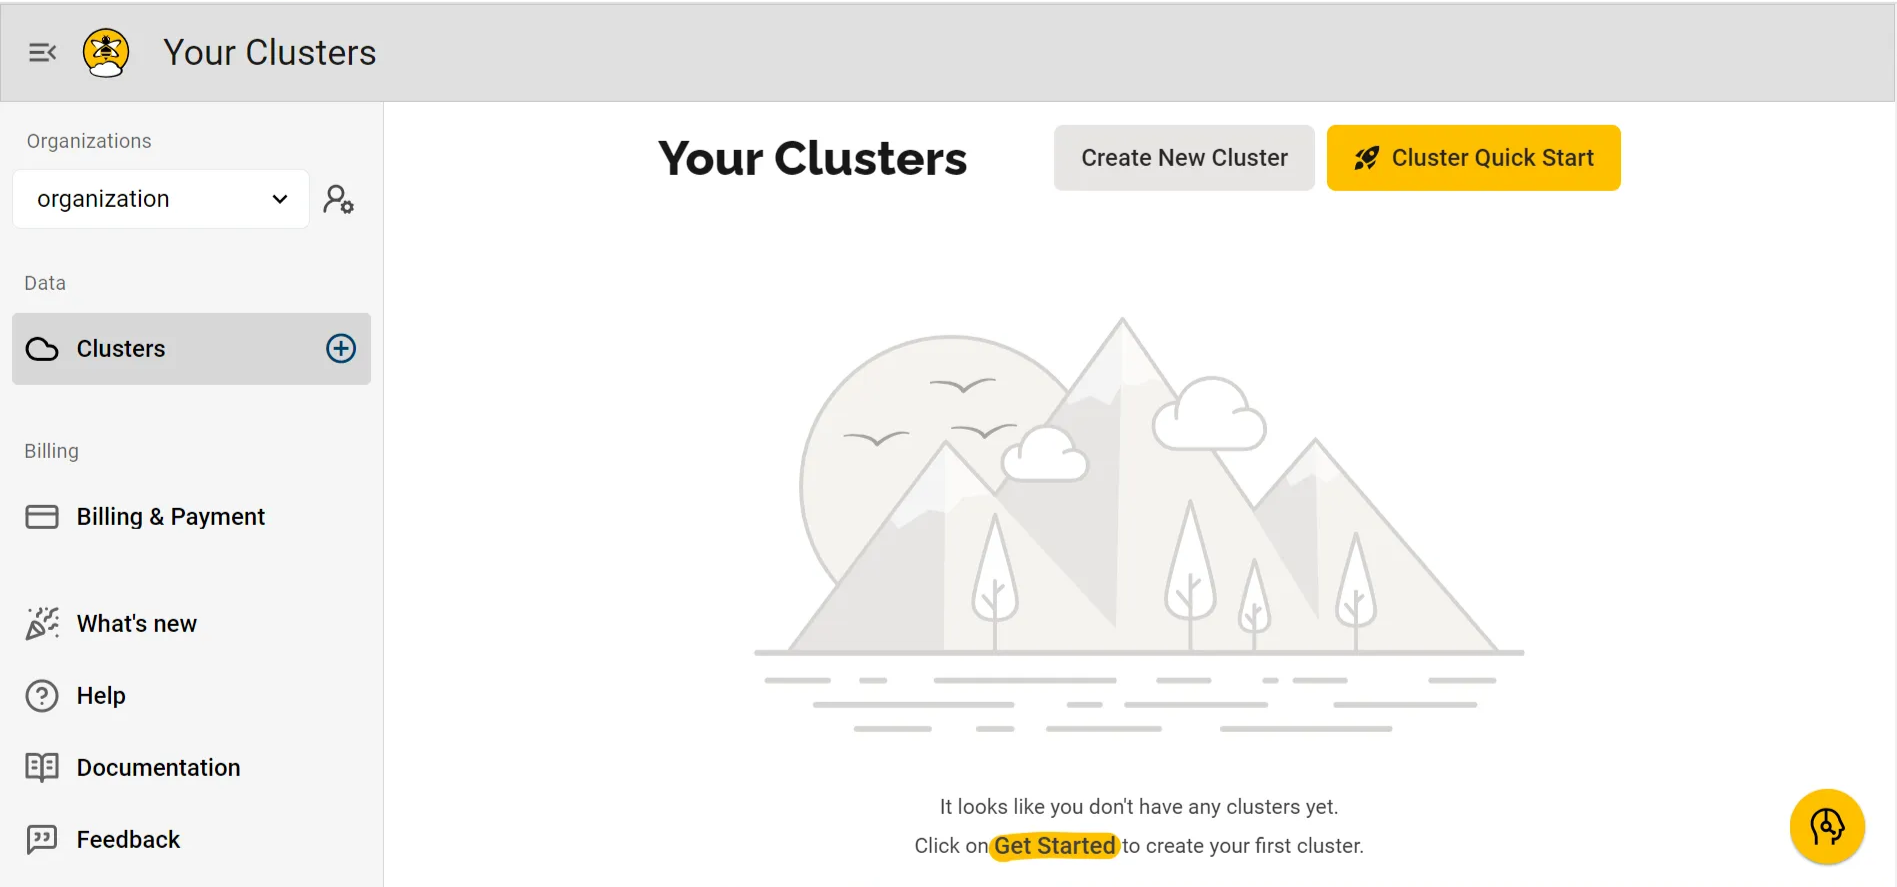 Your Clusters
Organizations
organization
Data
Clusters
Billing
Billing & Payment
What's new
Help
Documentation
Feedback
Your Clusters
Create New Cluster
Cluster Quick Start
It looks like you don't have any clusters yet.
Click on Get Started to create your first cluster.